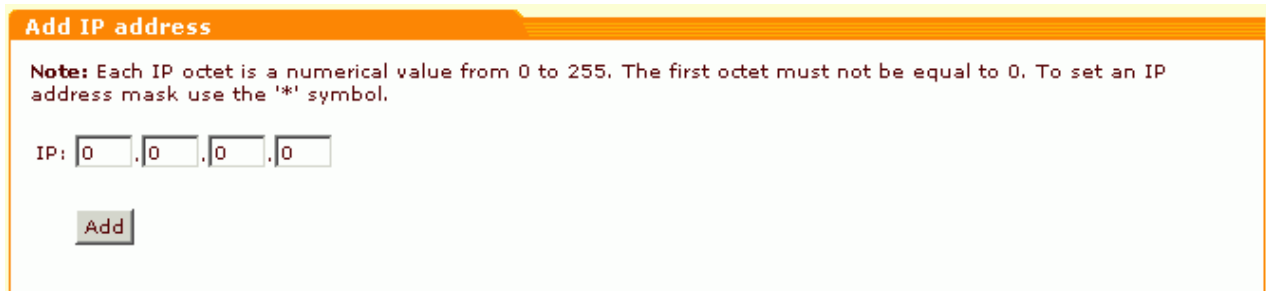 Add IP address
Note: Each IP octet is a numerical value from 0 to 255. The first octet must not be equal to 0. To set an IP
address mask use the '*' symbol.
IP: 0 . 0 . 0 . 0
Add